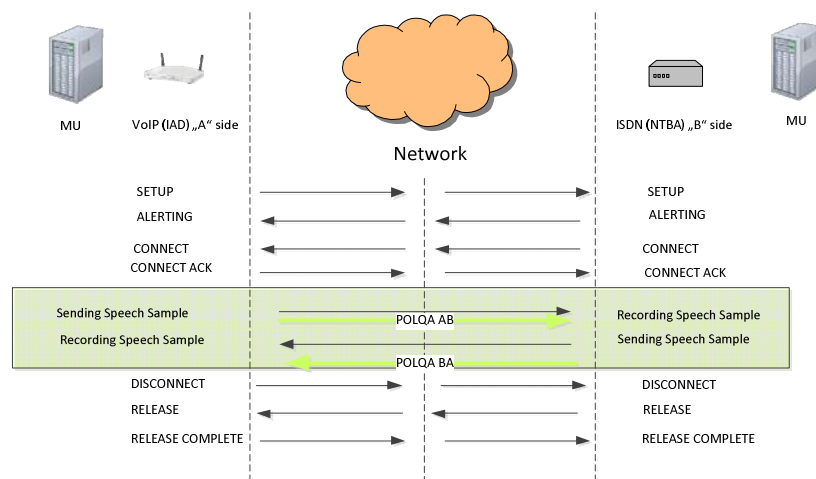 MU
VoIP (IAD) „A“ side
ISDN (NTBA) „B“ side
MU
Network
SETUP
SETUP
ALERTING
ALERTING
CONNECT
CONNECT
CONNECT ACK
CONNECT ACK
Sending Speech Sample
Recording Speech Sample
POLQA AB
Recording Speech Sample
Sending Speech Sample
POLQA BA
DISCONNECT
DISCONNECT
RELEASE
RELEASE
RELEASE COMPLETE
RELEASE COMPLETE